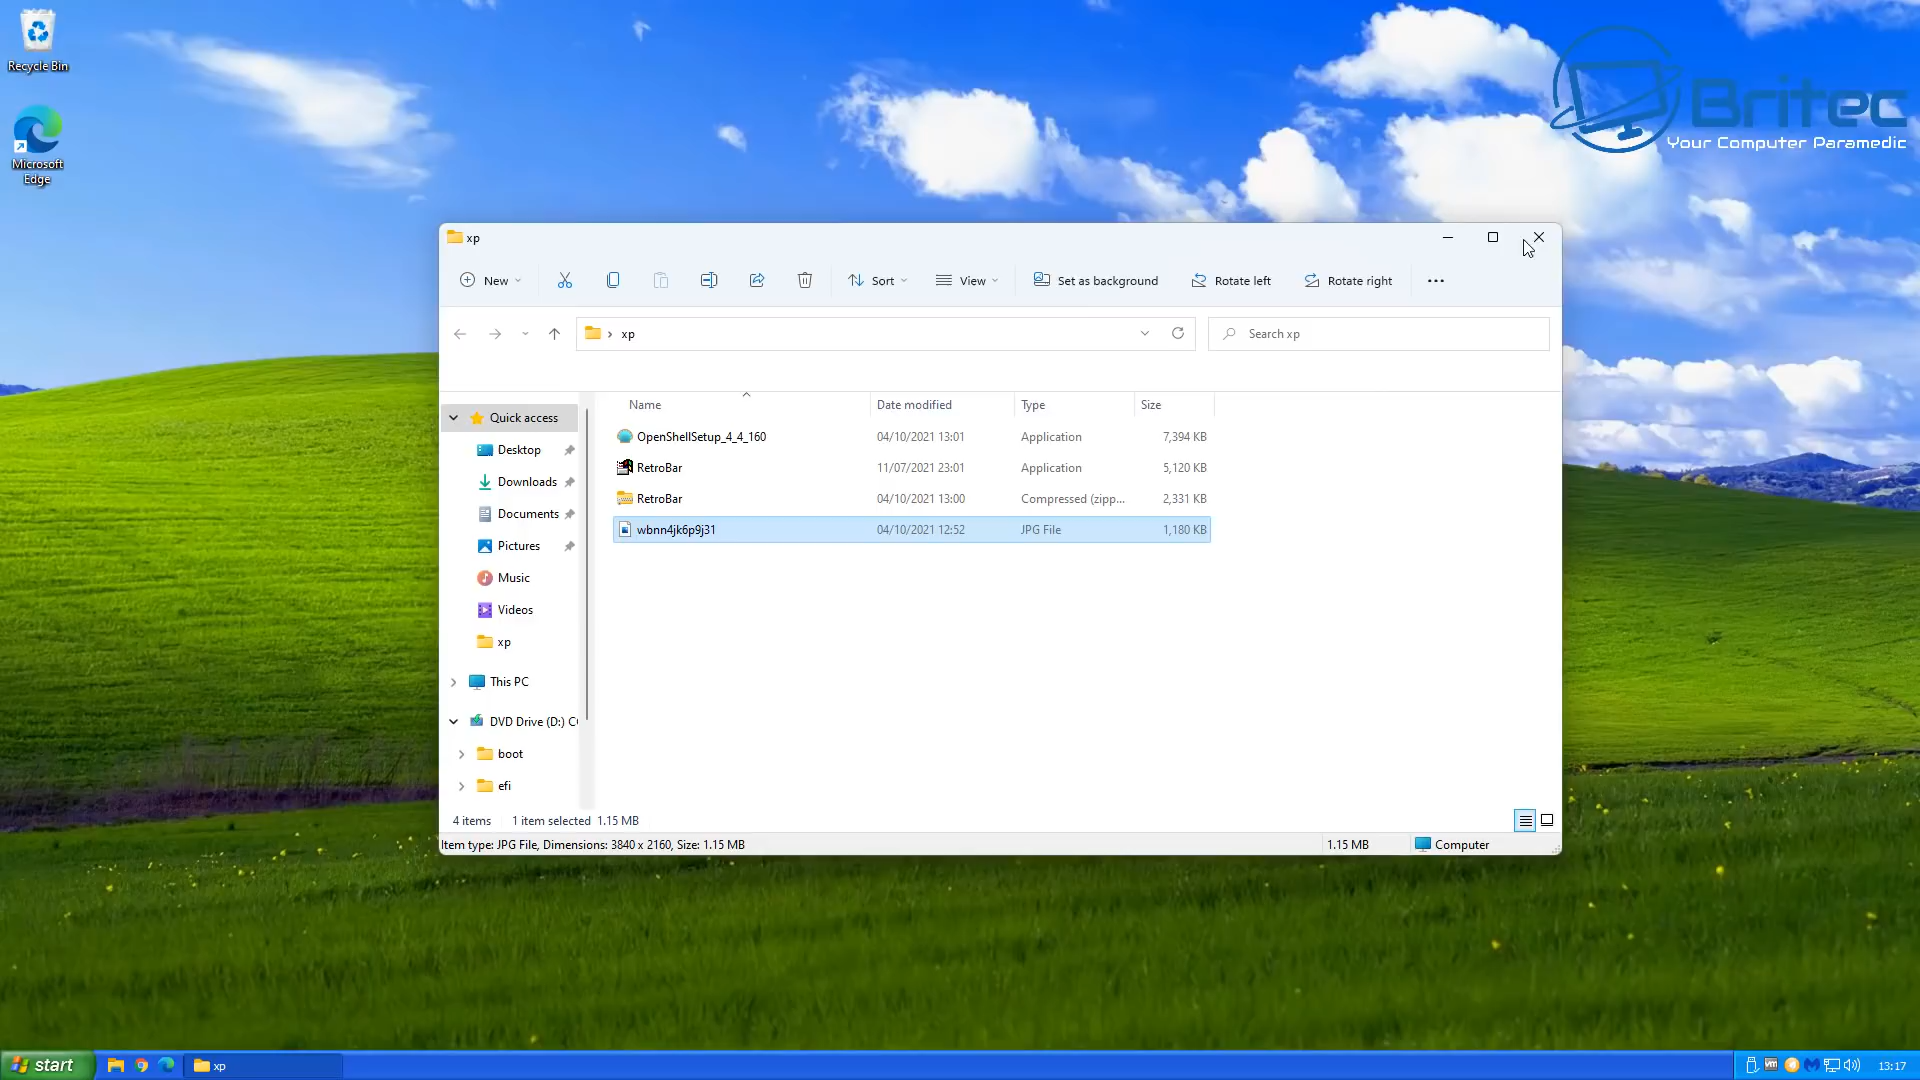 Recycle Bin
Microsoft
Edge
Britec
Your Computer Paramedic
xp
New
Sort
View
Set as background
Rotate left
Rotate right
xp
Search xp
Name
Date modified
Type
Size
Quick access
Desktop
Downloads
Documents
Pictures
Music
Videos
xp
This PC
DVD Drive (D:) C
boot
efi
OpenShellSetup_4_4_160 04/10/2021 13:01 Application 7,394 KB
RetroBar 11/07/2021 23:01 Application 5,120 KB
RetroBar 04/10/2021 13:00 Compressed (zipp... 2,331 KB
wbnn4jk6p9j31 04/10/2021 12:52 JPG File 1,180 KB
4 items 1 item selected 1.15 MB
Item type: JPG File, Dimensions: 3840 x 2160, Size: 1.15 MB
1.15 MB
Computer
start
xp
13:17